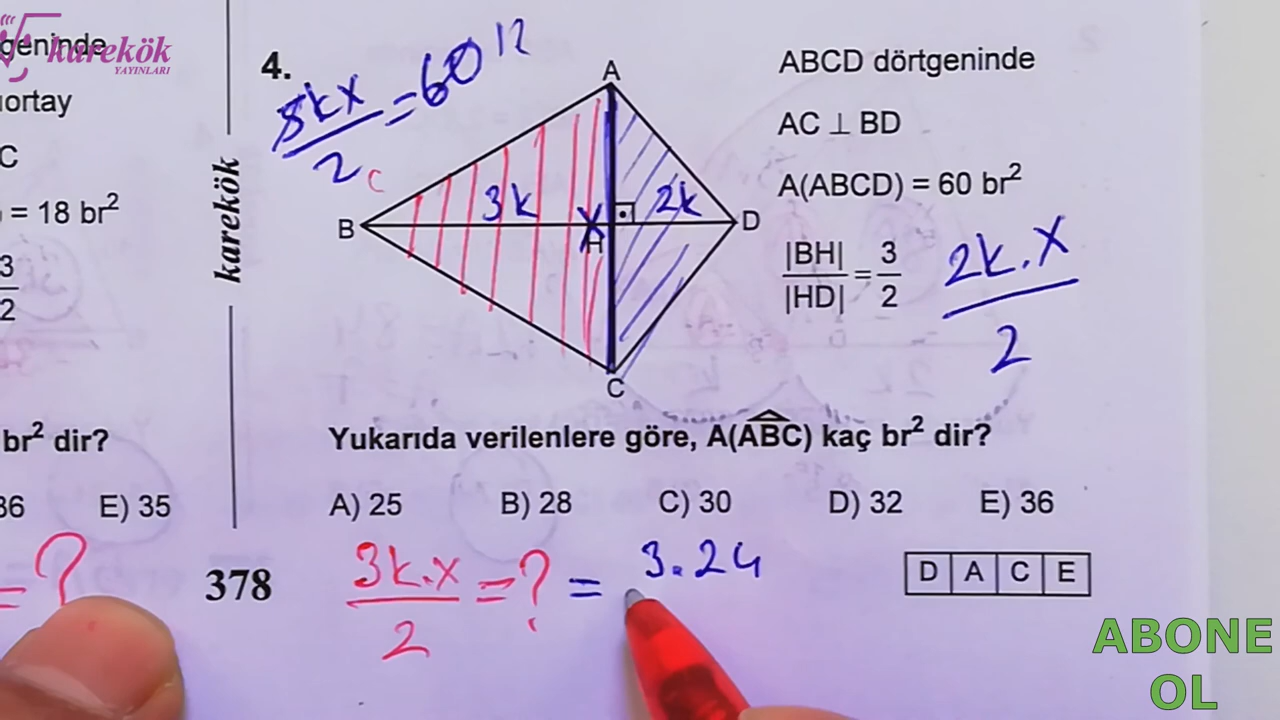 karekök
YAYINLARI
geninde
ortay
C
= 18 br²
3
2
br² dir?
36 E) 35
= ?
karekök
378
4.
5kx/2 = 60 12
C
A
B
3k
X
H
2k
D
C
ABCD dörtgeninde
AC ⊥ BD
A(ABCD) = 60 br²
|BH|/|HD| = 3/2
2k.x/2
Yukarıda verilenlere göre, A(ABC) kaç br² dir?
A) 25 B) 28 C) 30 D) 32 E) 36
3k.x/2 = ? = 3.24
D A C E
ABONE
OL